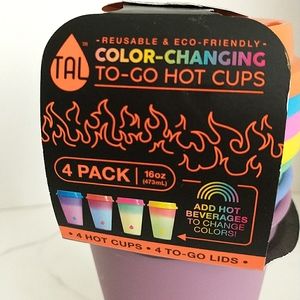 - REUSABLE & ECO-FRIENDLY -
TAL™
COLOR-CHANGING
TO-GO HOT CUPS
4 PACK
16oz
(473mL)
ADD HOT
BEVERAGES
TO CHANGE
COLORS!
• 4 HOT CUPS • 4 TO-GO LIDS •